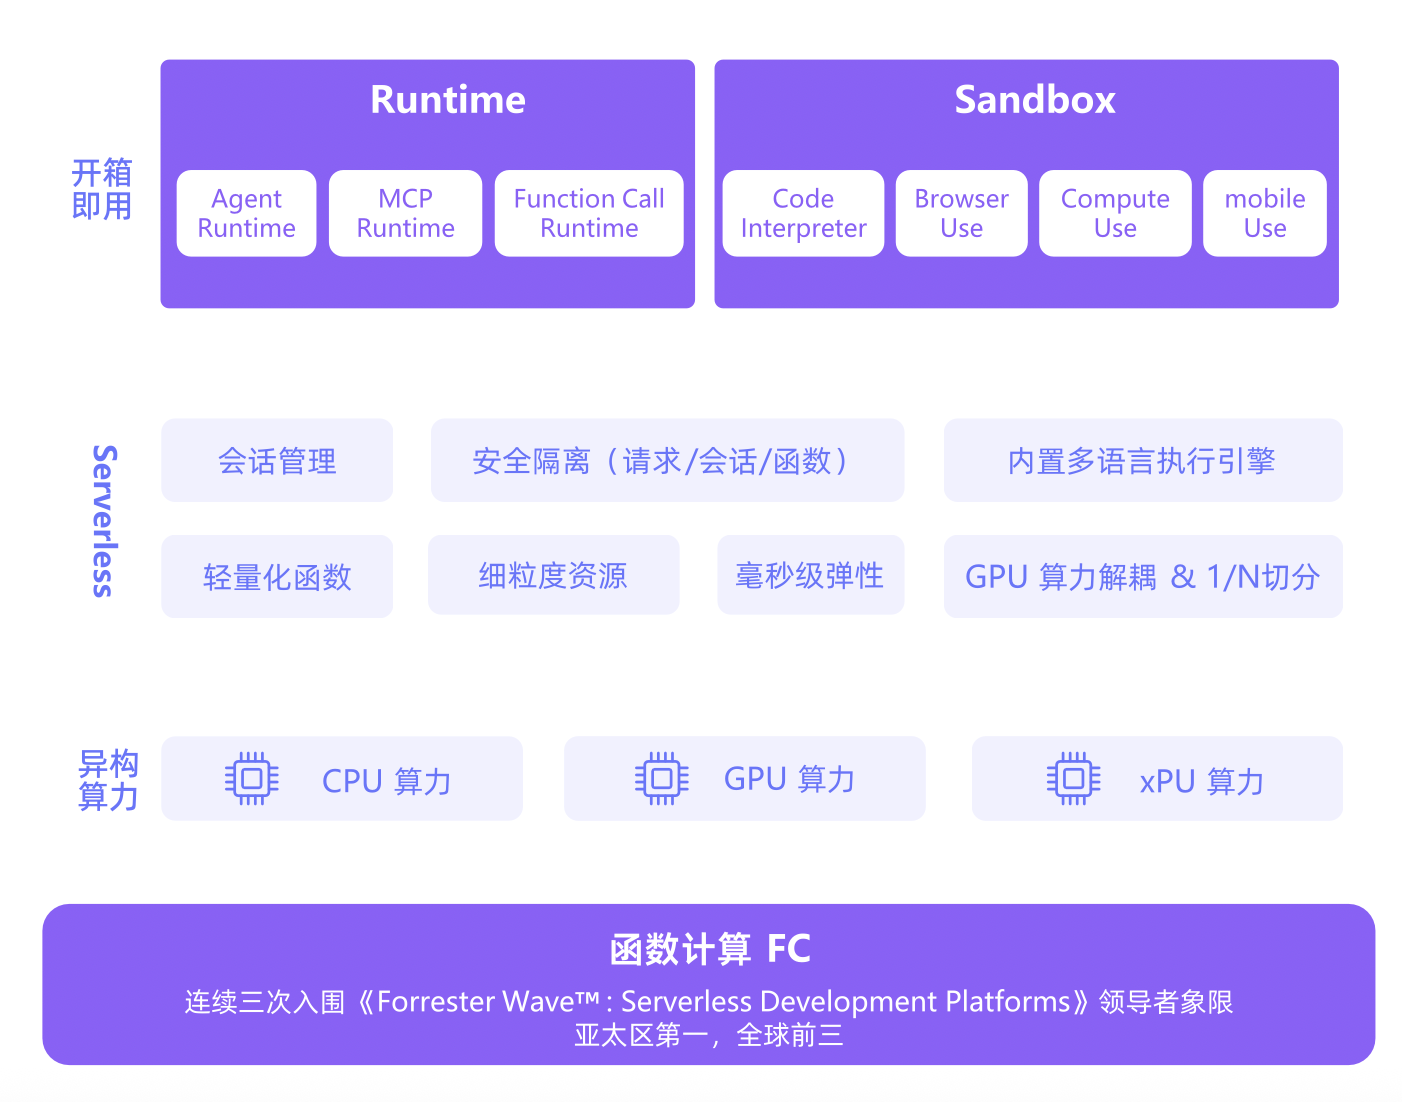 Runtime
Sandbox
开箱
即用
Agent
Runtime
MCP
Runtime
Function Call
Runtime
Code
Interpreter
Browser
Use
Compute
Use
mobile
Use
Serverless
会话管理
安全隔离（请求/会话/函数）
内置多语言执行引擎
轻量化函数
细粒度资源
毫秒级弹性
GPU 算力解耦 & 1/N切分
异构
算力
CPU 算力
GPU 算力
xPU 算力
函数计算 FC
连续三次入围《Forrester Wave™: Serverless Development Platforms》领导者象限
亚太区第一，全球前三